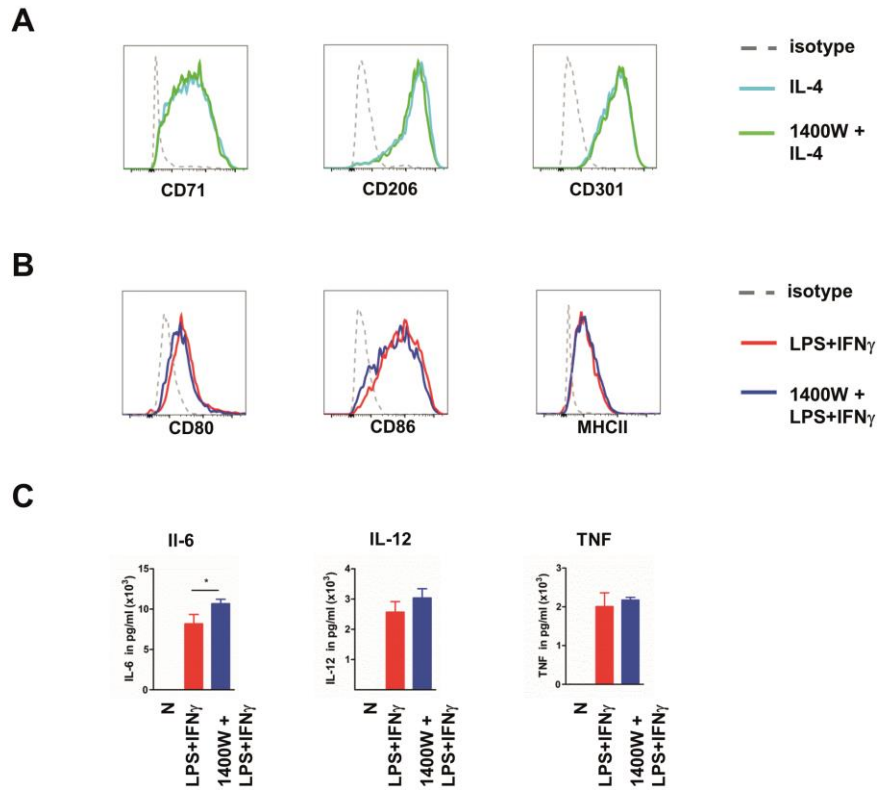 A
isotype
IL-4
1400W +
IL-4
CD71
CD206
CD301
B
isotype
LPS+IFNγ
1400W +
LPS+IFNγ
CD80
CD86
MHCII
C
Il-6
IL-12
TNF
IL-6 in pg/ml (x10³)
15
10
5
0
*
N
LPS+IFNγ
1400W +
LPS+IFNγ
IL-12 in pg/ml (x10³)
4
3
2
1
N
LPS+IFNγ
1400W +
LPS+IFNγ
TNF in pg/ml (x10³)
3
2
1
0
N
LPS+IFNγ
1400W +
LPS+IFNγ